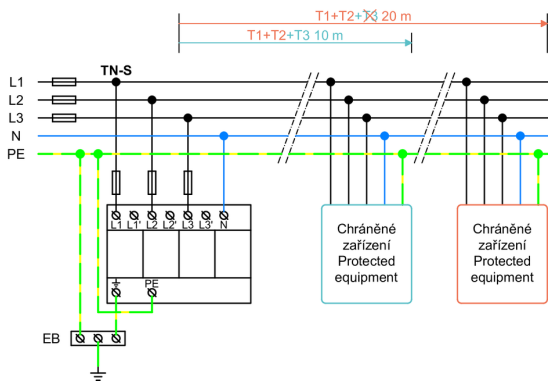 T1+T2+T3 20 m
T1+T2+T3 10 m
TN-S
L1
L2
L3
N
PE
L1 L1' L2 L2' L3 L3' N
PE
Chráněné
zařízení
Protected
equipment
Chráněné
zařízení
Protected
equipment
EB